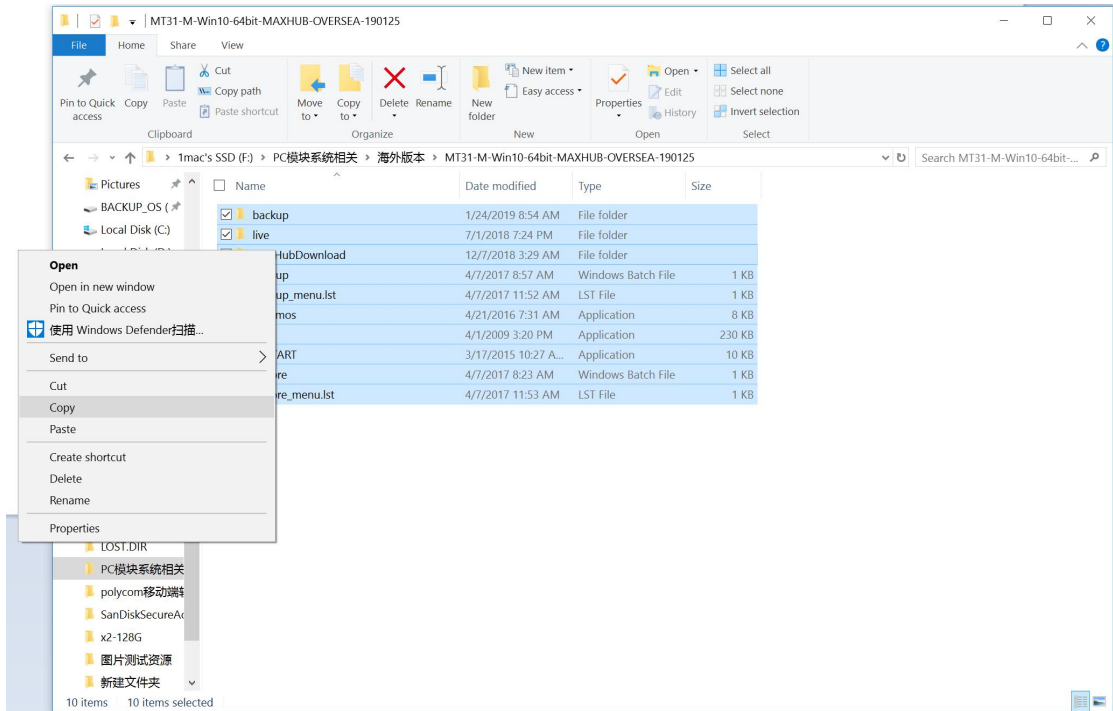 MT31-M-Win10-64bit-MAXHUB-OVERSEA-190125
File Home Share View
Pin to Quick access
Copy
Paste
Cut
Copy path
Paste shortcut
Move to
Copy to
Delete
Rename
New folder
New item
Easy access
Properties
Open
Edit
History
Select all
Select none
Invert selection
Clipboard Organize New Open Select
1mac's SSD (F:) > PC模块系统相关 > 海外版本 > MT31-M-Win10-64bit-MAXHUB-OVERSEA-190125
Search MT31-M-Win10-64bit-...
Pictures
BACKUP_OS (
Local Disk (C:)
Name Date modified Type Size
backup 1/24/2019 8:54 AM File folder
live 7/1/2018 7:24 PM File folder
HubDownload 12/7/2018 3:29 AM File folder
up 4/7/2017 8:57 AM Windows Batch File 1 KB
up_menu.lst 4/7/2017 11:52 AM LST File 1 KB
mos 4/21/2016 7:31 AM Application 8 KB
4/1/2009 3:20 PM Application 230 KB
ART 3/17/2015 10:27 A... Application 10 KB
re 4/7/2017 8:23 AM Windows Batch File 1 KB
re_menu.lst 4/7/2017 11:53 AM LST File 1 KB
Open
Open in new window
Pin to Quick access
使用 Windows Defender扫描...
Send to
Cut
Copy
Paste
Create shortcut
Delete
Rename
Properties
LOST.DIR
PC模块系统相关
polycom移动端
SanDiskSecureAc
x2-128G
图片测试资源
新建文件夹
10 items 10 items selected